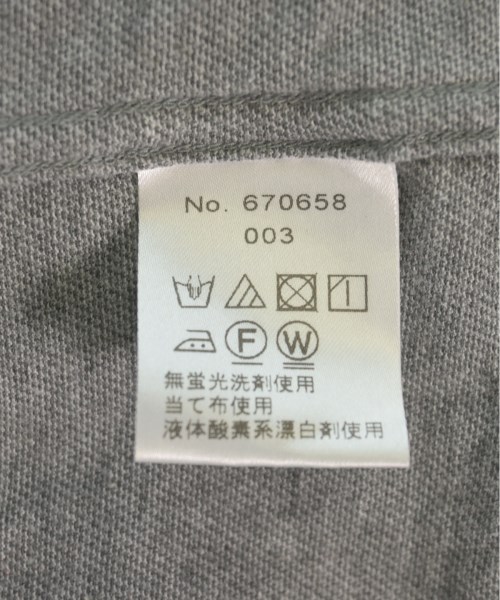 No. 670658
003
F W
無蛍光洗剤使用
当て布使用
液体酸素系漂白剤使用